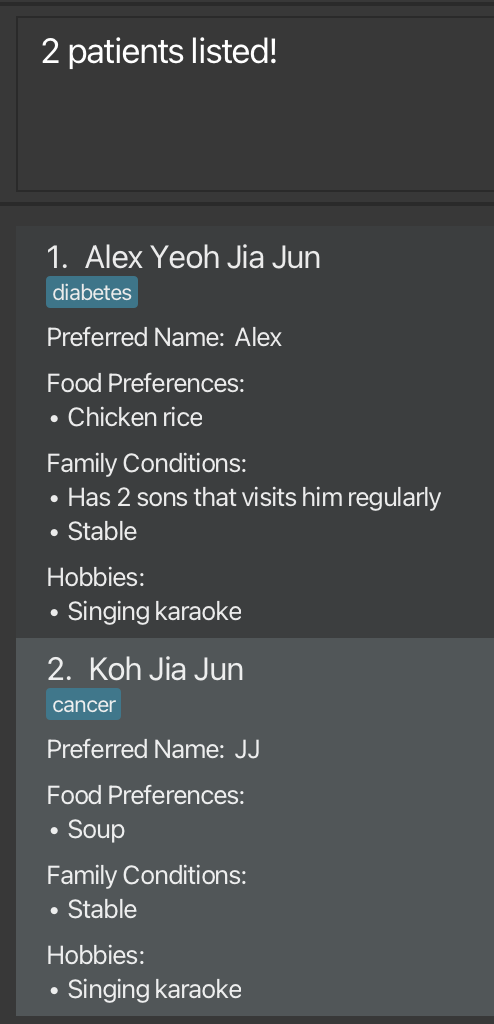 2 patients listed!
1. Alex Yeoh Jia Jun
diabetes
Preferred Name: Alex
Food Preferences:
• Chicken rice
Family Conditions:
• Has 2 sons that visits him regularly
• Stable
Hobbies:
• Singing karaoke
2. Koh Jia Jun
cancer
Preferred Name: JJ
Food Preferences:
• Soup
Family Conditions:
• Stable
Hobbies:
• Singing karaoke